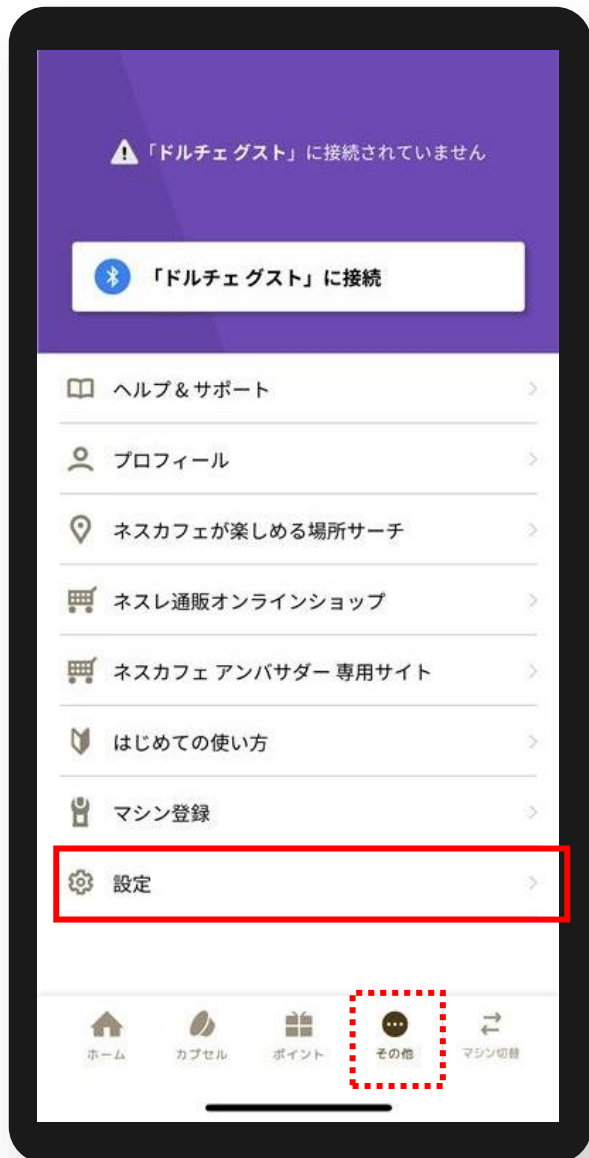 「ドルチェ グスト」に接続されていません
「ドルチェ グスト」に接続
ヘルプ＆サポート
プロフィール
ネスカフェが楽しめる場所サーチ
ネスレ通販オンラインショップ
ネスカフェ アンバサダー 専用サイト
はじめての使い方
マシン登録
設定
ホーム
カプセル
ポイント
その他
マシン切替